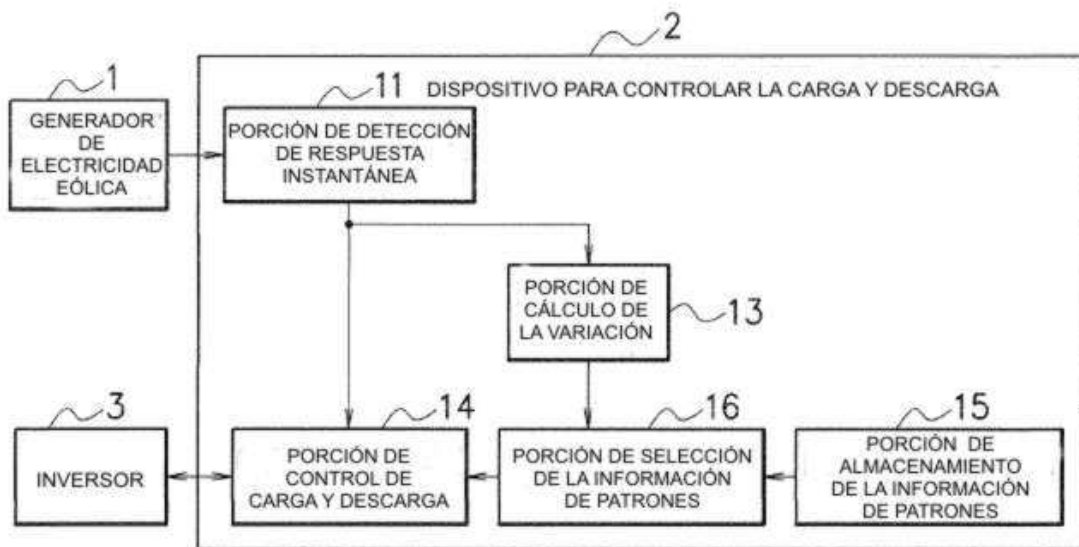 2
DISPOSITIVO PARA CONTROLAR LA CARGA Y DESCARGA
1
GENERADOR
DE
ELECTRICIDAD
EÓLICA
11
PORCIÓN DE DETECCIÓN
DE RESPUESTA
INSTANTÁNEA
PORCIÓN DE
CÁLCULO DE
LA VARIACIÓN
13
3
INVERSOR
14
PORCIÓN DE
CONTROL DE
CARGA Y DESCARGA
16
PORCIÓN DE SELECCIÓN
DE LA INFORMACIÓN
DE PATRONES
15
PORCIÓN DE
ALMACENAMIENTO
DE LA INFORMACIÓN
DE PATRONES